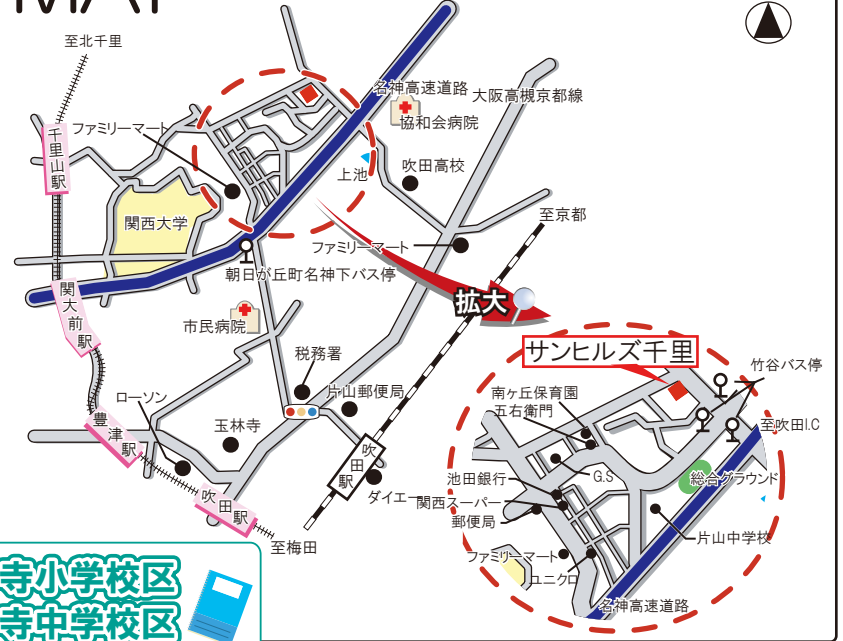 MAP
至北千里
名神高速道路
大阪高槻京都線
ファミリーマート
協和会病院
千里山駅
上池
吹田高校
関西大学
至京都
ファミリーマート
朝日が丘町名神下バス停
関大前駅
拡大
市民病院
サンヒルズ千里
税務署
竹谷バス停
ローソン
片山郵便局
南ヶ丘保育園
五右衛門
豊津駅
玉林寺
至吹田I.C
吹田駅
G.S
池田銀行
総合グラウンド
ダイエー
関西スーパー
吹田駅
郵便局
片山中学校
至梅田
ファミリーマート
ユニクロ
寺小学校区
名神高速道路
寺中学校区